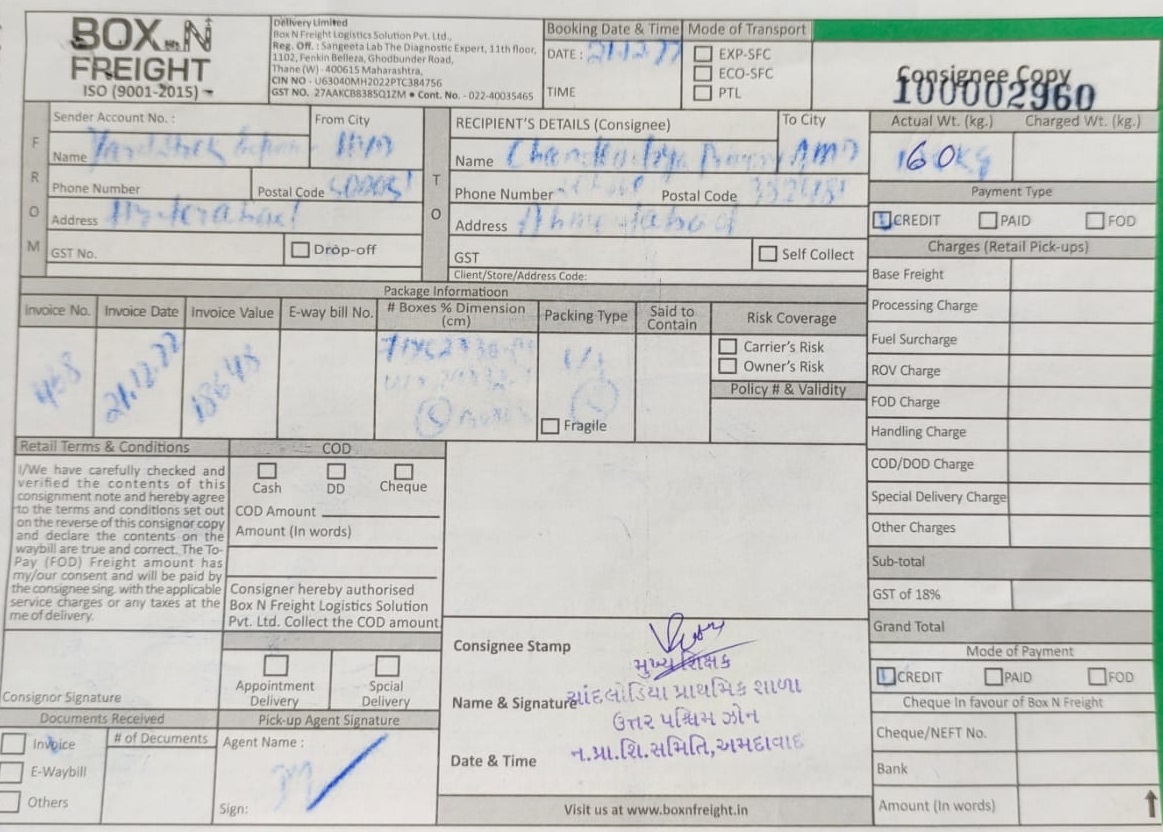 BOX N
FREIGHT
ISO (9001-2015)
Delivery Limited
Box N Freight Logistics Solution Pvt. Ltd.,
Reg. Off. : Sangeeta Lab The Diagnostic Expert, 11th floor,
1102, Fenkin Belleza, Ghodbunder Road,
Thane (W) - 400615 Maharashtra,
CIN NO - U63040MH2022PTC384756
GST NO. 27AAKCB8385Q1ZM • Cont. No. - 022-40035465
Booking Date & Time
DATE : 21.12.22
TIME
Mode of Transport
EXP-SFC
ECO-SFC
PTL
Consignee Copy
100002960
FROM
Sender Account No. :
From City
Name
Phone Number
Postal Code 500051
Address Hyderabad
GST No.
Drop-off
TO
RECIPIENT'S DETAILS (Consignee)
To City
AMD
Name
Phone Number
Postal Code 382481
Address Ahmedabad
GST
Self Collect
Client/Store/Address Code:
Actual Wt. (kg.)
Charged Wt. (kg.)
160KG
Payment Type
CREDIT
PAID
FOD
Charges (Retail Pick-ups)
Base Freight
Processing Charge
Fuel Surcharge
ROV Charge
FOD Charge
Handling Charge
COD/DOD Charge
Special Delivery Charge
Other Charges
Sub-total
GST of 18%
Grand Total
Mode of Payment
CREDIT
PAID
FOD
Cheque In favour of Box N Freight
Cheque/NEFT No.
Bank
Amount (In words)
Package Informatioon
Invoice No.
Invoice Date
Invoice Value
E-way bill No.
# Boxes % Dimension
(cm)
Packing Type
Said to
Contain
Risk Coverage
468
21.12.22
18648
Fragile
Carrier's Risk
Owner's Risk
Policy # & Validity
Retail Terms & Conditions
I/We have carefully checked and
verified the contents of this
consignment note and hereby agree
to the terms and conditions set out
on the reverse of this consignor copy
and declare the contents on the
waybill are true and correct. The To-
Pay (FOD) Freight amount has
my/our consent and will be paid by
the consignee sing. with the applicable
service charges or any taxes at the
me of delivery.
Consignor Signature
COD
Cash
DD
Cheque
COD Amount
Amount (In words)
Consigner hereby authorised
Box N Freight Logistics Solution
Pvt. Ltd. Collect the COD amount
Appointment
Delivery
Spcial
Delivery
Documents Received
Invoice
E-Waybill
Others
# of Decuments
Pick-up Agent Signature
Agent Name :
Sign:
Consignee Stamp
Name & Signature
Date & Time
મુખ્ય શિક્ષક
ચાંદલોડિયા પ્રાથમિક શાળા
ઉત્તર પશ્ચિમ ઝોન
ન.પ્રા.શિ.સમિતિ,અમદાવાદ
Visit us at www.boxnfreight.in